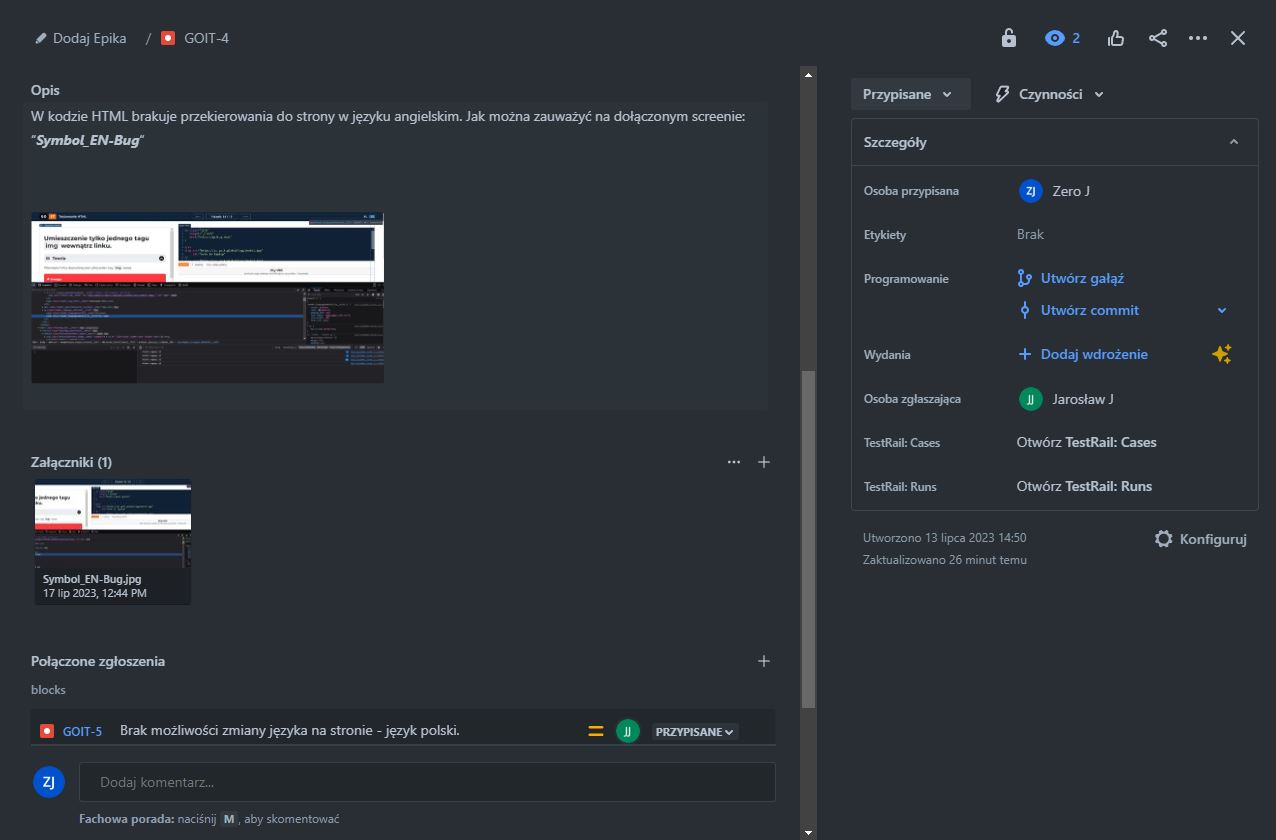 Dodaj Epika / GOIT-4
2
Opis
W kodzie HTML brakuje przekierowania do strony w języku angielskim. Jak można zauważyć na dołączonym screenie:
"Symbol_EN-Bug"
Umieszczenie tylko jednego tagu
img wewnątrz linku.
Załączniki (1)
jednego tagu
ku.
Symbol_EN-Bug.jpg
17 lip 2023, 12:44 PM
Połączone zgłoszenia
blocks
GOIT-5 Brak możliwości zmiany języka na stronie - język polski. JJ PRZYPISANE
ZJ Dodaj komentarz...
Fachowa porada: naciśnij M, aby skomentować
Przypisane Czynności
Szczegóły
Osoba przypisana ZJ Zero J
Etykiety Brak
Programowanie Utwórz gałąź
Utwórz commit
Wydania Dodaj wdrożenie
Osoba zgłaszająca JJ Jarosław J
TestRail: Cases Otwórz TestRail: Cases
TestRail: Runs Otwórz TestRail: Runs
Utworzono 13 lipca 2023 14:50
Zaktualizowano 26 minut temu
Konfiguruj